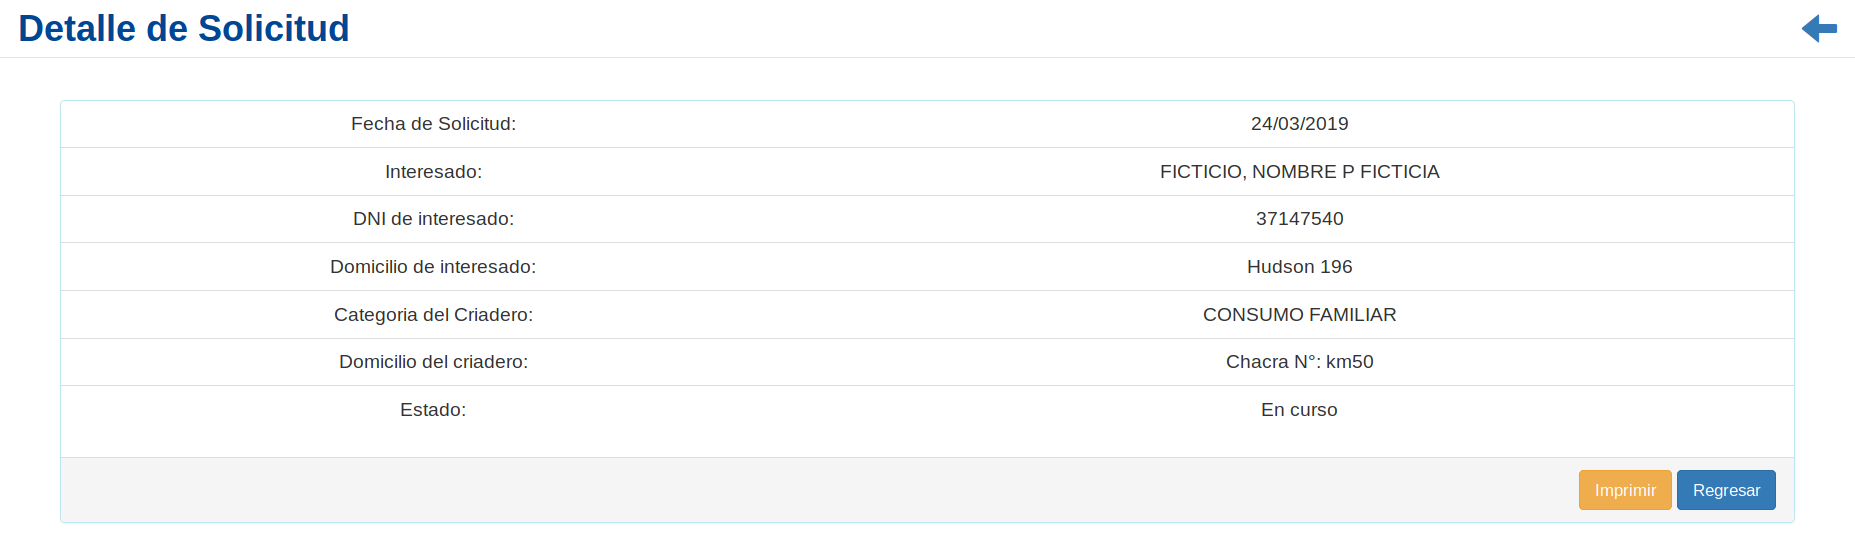 Detalle de Solicitud
Fecha de Solicitud: 24/03/2019
Interesado: FICTICIO, NOMBRE P FICTICIA
DNI de interesado: 37147540
Domicilio de interesado: Hudson 196
Categoria del Criadero: CONSUMO FAMILIAR
Domicilio del criadero: Chacra N°: km50
Estado: En curso
Imprimir Regresar